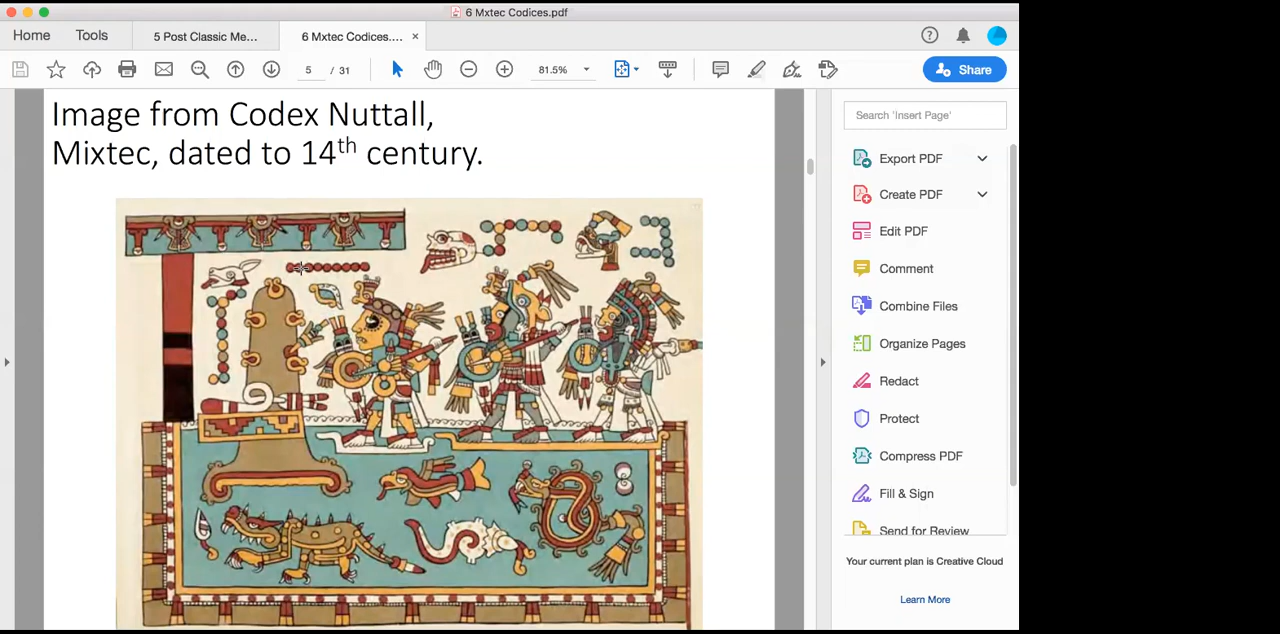 6 Mxtec Codices.pdf
Home
Tools
5 Post Classic Me...
6 Mxtec Codices....
5 / 31
81.5%
Share
Image from Codex Nuttall,
Mixtec, dated to 14th century.
Search 'Insert Page'
Export PDF
Create PDF
Edit PDF
Comment
Combine Files
Organize Pages
Redact
Protect
Compress PDF
Fill & Sign
Send for Review
Your current plan is Creative Cloud
Learn More